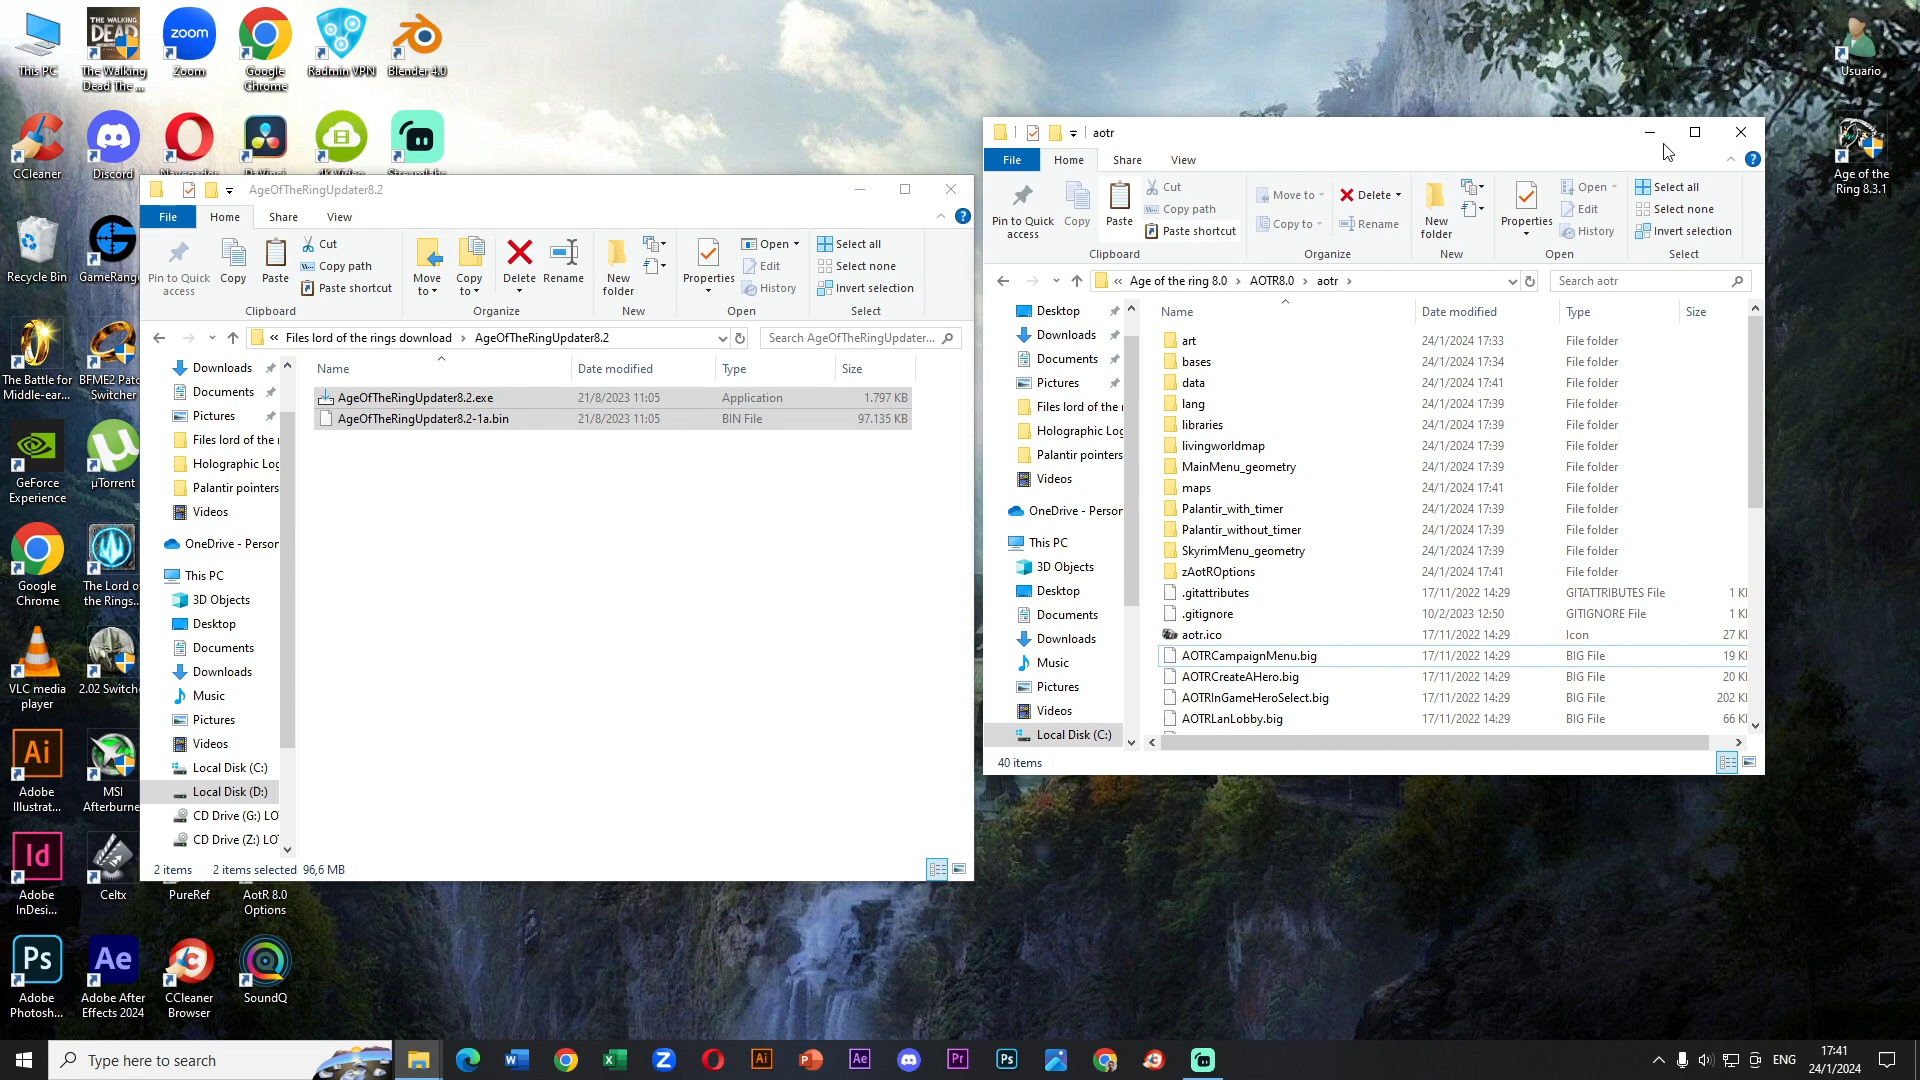 This PC
The Walking
Dead The ...
zoom
Zoom
Google
Chrome
Radmin VPN
Blender 4.0
CCleaner
Discord
Usuario
Age of the
Ring 8.3.1
Recycle Bin
GameRange
The Battle for
Middle-ear...
BFME2 Patc
Switcher
GeForce
Experience
µTorrent
Google
Chrome
The Lord o
the Rings...
VLC media
player
2.02 Switche
Adobe
Illustrat...
MSI
Afterburne
Adobe
InDesi...
Celtx
PureRef
AotR 8.0
Options
Adobe
Photosh...
Adobe After
Effects 2024
CCleaner
Browser
SoundQ
AgeOfTheRingUpdater8.2
File
Home
Share
View
Pin to Quick
access
Copy
Paste
Cut
Copy path
Paste shortcut
Clipboard
Move
to
Copy
to
Delete
Rename
Organize
New
folder
New
Properties
Open
Edit
History
Open
Select all
Select none
Invert selection
Select
« Files lord of the rings download > AgeOfTheRingUpdater8.2
Search AgeOfTheRingUpdater...
Downloads
Documents
Pictures
Files lord of the r
Holographic Log
Palantir pointers
Videos
OneDrive - Person
This PC
3D Objects
Desktop
Documents
Downloads
Music
Pictures
Videos
Local Disk (C:)
Local Disk (D:)
CD Drive (G:) LO
CD Drive (Z:) LO
Name Date modified Type Size
AgeOfTheRingUpdater8.2.exe 21/8/2023 11:05 Application 1.797 KB
AgeOfTheRingUpdater8.2-1a.bin 21/8/2023 11:05 BIN File 97.135 KB
2 items 2 items selected 96,6 MB
aotr
File
Home
Share
View
Pin to Quick
access
Copy
Paste
Cut
Copy path
Paste shortcut
Clipboard
Move to
Copy to
Delete
Rename
Organize
New
folder
New
Properties
Open
Edit
History
Open
Select all
Select none
Invert selection
Select
« Age of the ring 8.0 > AOTR8.0 > aotr >
Search aotr
Desktop
Downloads
Documents
Pictures
Files lord of the r
Holographic Log
Palantir pointers
Videos
OneDrive - Person
This PC
3D Objects
Desktop
Documents
Downloads
Music
Pictures
Videos
Local Disk (C:)
Name Date modified Type Size
art 24/1/2024 17:33 File folder
bases 24/1/2024 17:34 File folder
data 24/1/2024 17:41 File folder
lang 24/1/2024 17:39 File folder
libraries 24/1/2024 17:39 File folder
livingworldmap 24/1/2024 17:39 File folder
MainMenu_geometry 24/1/2024 17:39 File folder
maps 24/1/2024 17:41 File folder
Palantir_with_timer 24/1/2024 17:39 File folder
Palantir_without_timer 24/1/2024 17:39 File folder
SkyrimMenu_geometry 24/1/2024 17:39 File folder
zAotROptions 24/1/2024 17:41 File folder
.gitattributes 17/11/2022 14:29 GITATTRIBUTES File 1 K
.gitignore 10/2/2023 12:50 GITIGNORE File 1 K
aotr.ico 17/11/2022 14:29 Icon 27 K
AOTRCampaignMenu.big 17/11/2022 14:29 BIG File 19 K
AOTRCreateAHero.big 17/11/2022 14:29 BIG File 20 K
AOTRInGameHeroSelect.big 17/11/2022 14:29 BIG File 202 K
AOTRLanLobby.big 17/11/2022 14:29 BIG File 66 K
40 items
Type here to search
ENG
17:41
24/1/2024